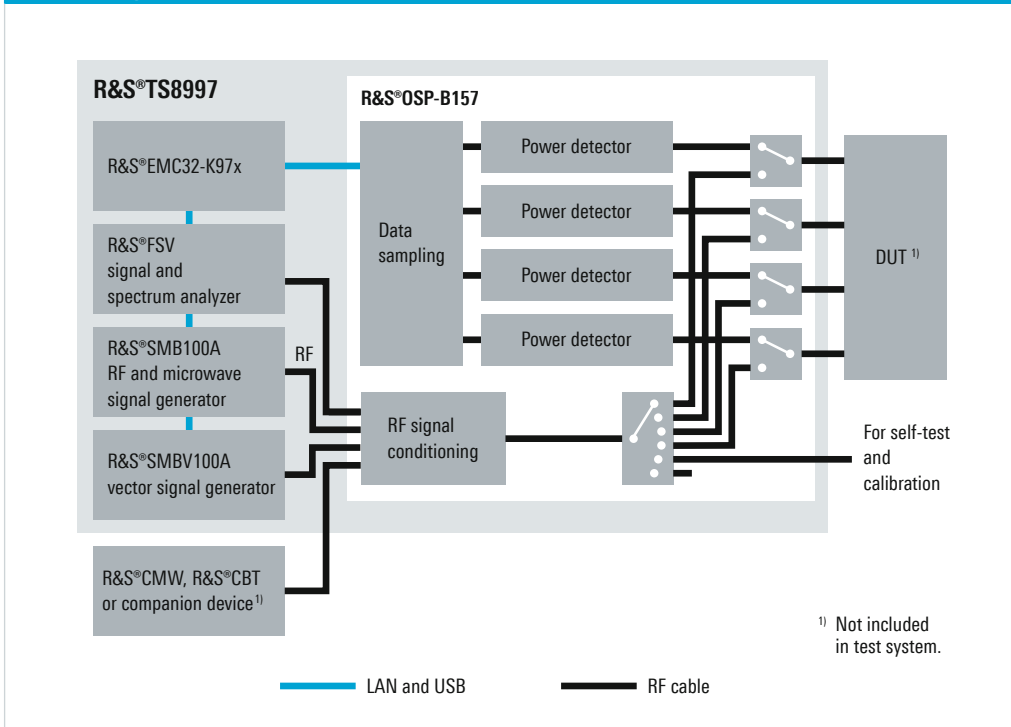 R&S®TS8997
R&S®OSP-B157
R&S®EMC32-K97x
R&S®FSV
signal and
spectrum analyzer
R&S®SMB100A
RF and microwave
signal generator
R&S®SMBV100A
vector signal generator
R&S®CMW, R&S®CBT
or companion device 1)
RF
Data
sampling
Power detector
Power detector
Power detector
Power detector
RF signal
conditioning
DUT 1)
For self-test
and
calibration
1) Not included
in test system.
LAN and USB
RF cable